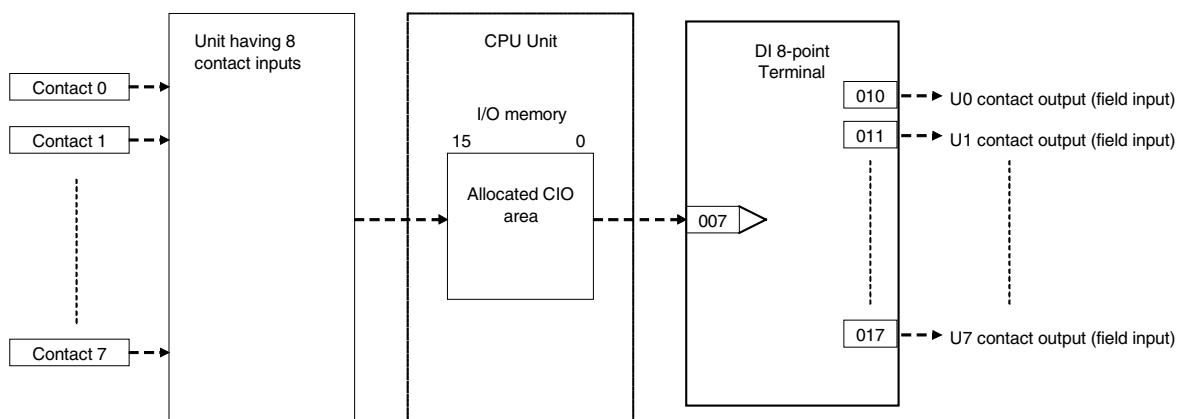 Unit having 8
contact inputs
Contact 0
Contact 1
Contact 7
CPU Unit
I/O memory
15 0
Allocated CIO
area
DI 8-point
Terminal
007
010
011
017
U0 contact output (field input)
U1 contact output (field input)
U7 contact output (field input)